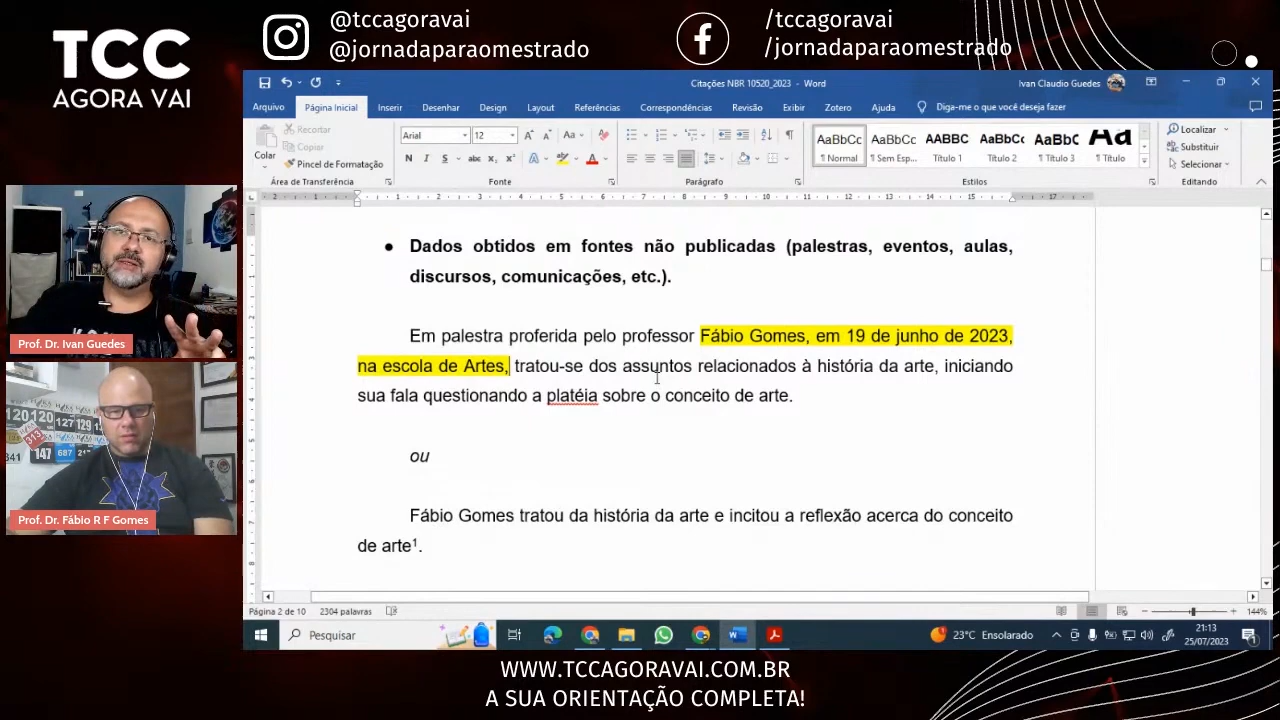 TCC
AGORA VAI
@tccagoravai
@jornadaparaomestrado
/tccagoravai
/jornadaparaomestrado
Citações NBR 10520_2023 - Word
Ivan Claudio Guedes
Arquivo Página Inicial Inserir Desenhar Design Layout Referências Correspondências Revisão Exibir Zotero Ajuda Diga-me o que você deseja fazer
Colar
Recortar
Copiar
Pincel de Formatação
Área de Transferência
Arial 12
Fonte
Parágrafo
AaBbCc AaBbCc AABBC AaBbCc AaBbC AaB
¶ Normal ¶ Sem Esp... Título 1 Título 2 ¶ Título 3 ¶ Título
Estilos
Localizar
Substituir
Selecionar
Editando
• Dados obtidos em fontes não publicadas (palestras, eventos, aulas,
discursos, comunicações, etc.).
Em palestra proferida pelo professor Fábio Gomes, em 19 de junho de 2023,
na escola de Artes, tratou-se dos assuntos relacionados à história da arte, iniciando
sua fala questionando a platéia sobre o conceito de arte.
ou
Fábio Gomes tratou da história da arte e incitou a reflexão acerca do conceito
de arte¹.
Prof. Dr. Ivan Guedes
Prof. Dr. Fábio R F Gomes
Página 2 de 10 2304 palavras
144%
Pesquisar
23°C Ensolarado
21:13
25/07/2023
WWW.TCCAGORAVAI.COM.BR
A SUA ORIENTAÇÃO COMPLETA!